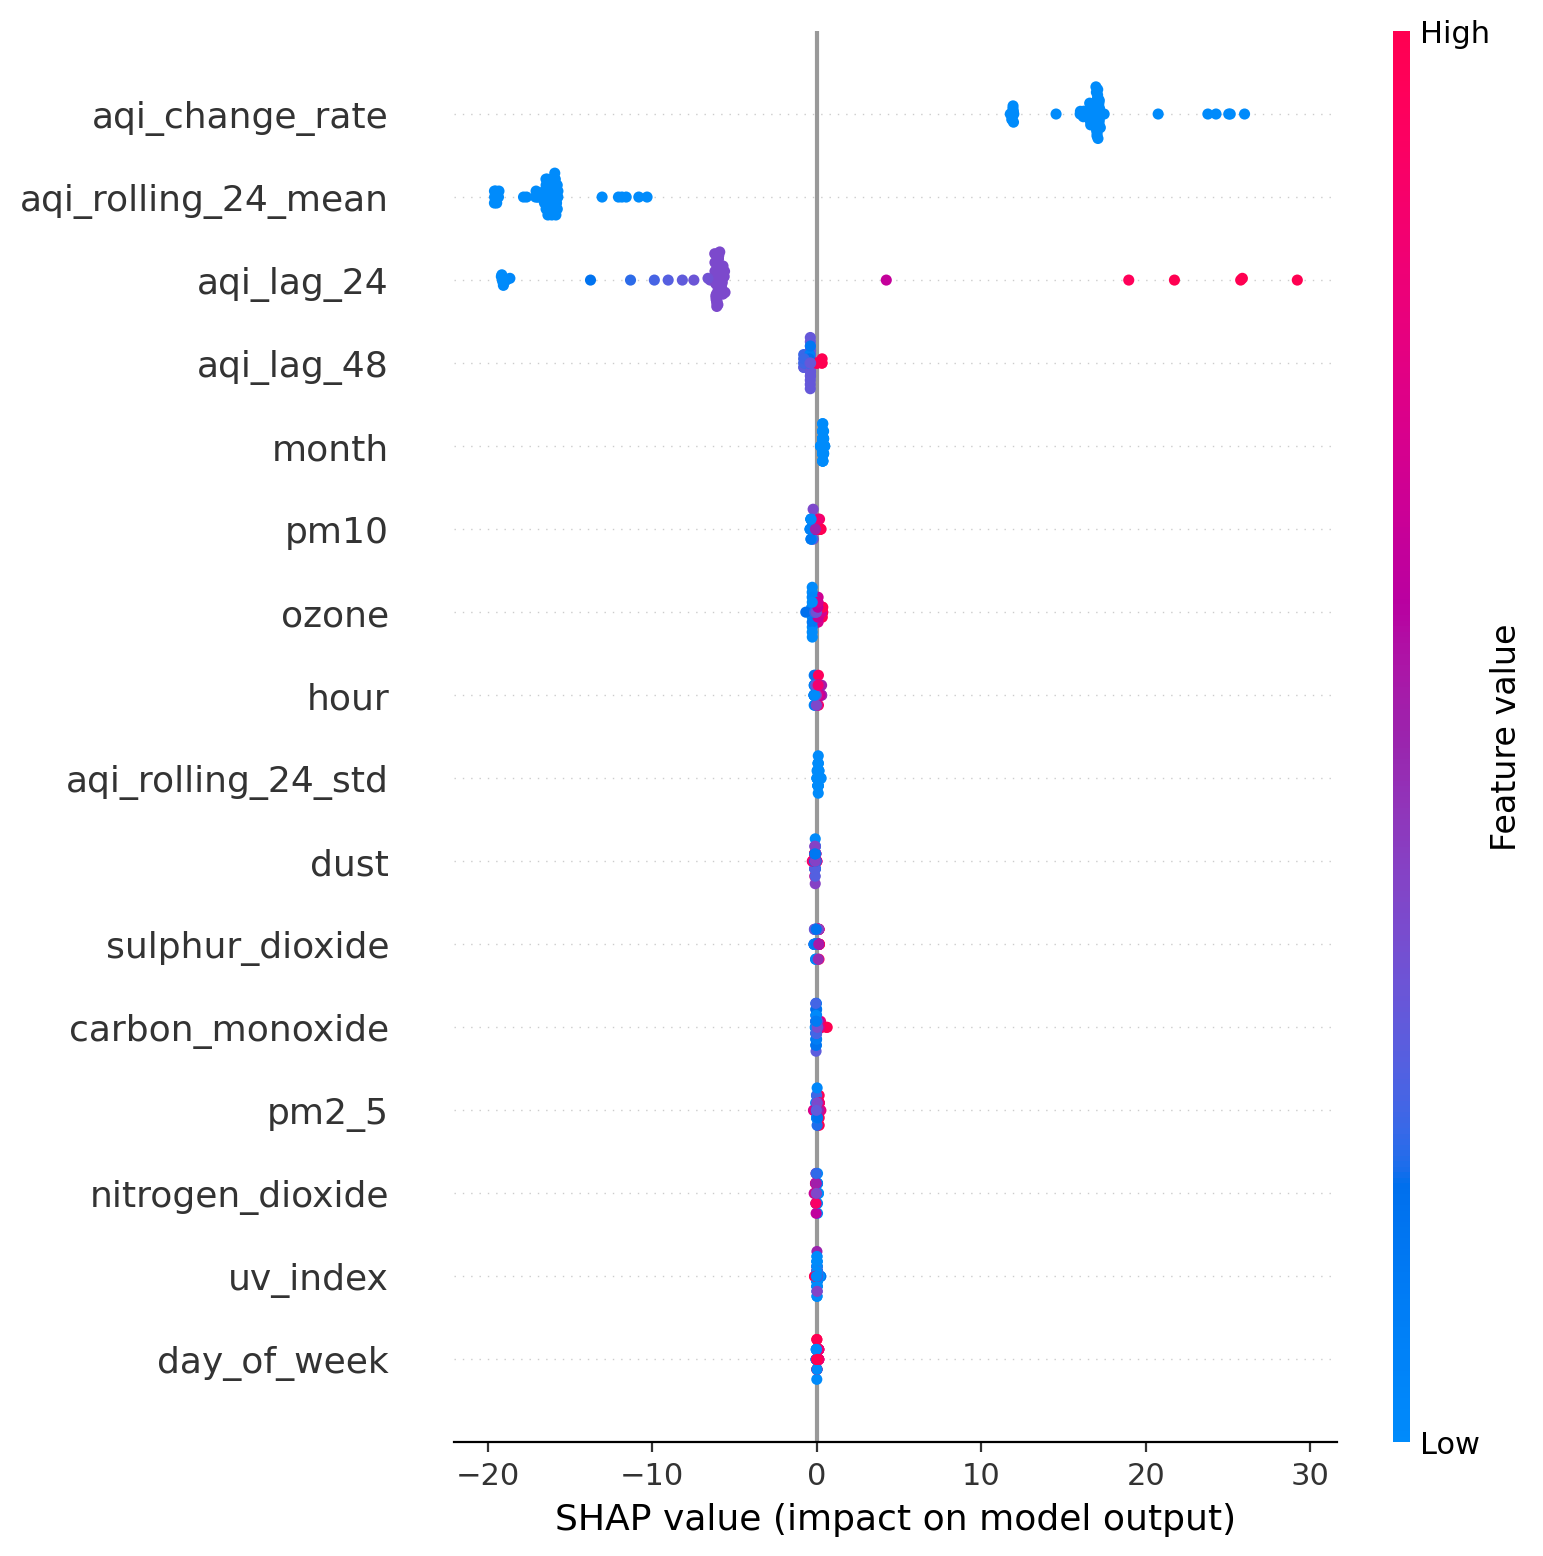 High
aqi_change_rate
aqi_rolling_24_mean
aqi_lag_24
aqi_lag_48
month
pm10
ozone
hour
aqi_rolling_24_std
dust
sulphur_dioxide
carbon_monoxide
pm2_5
nitrogen_dioxide
uv_index
day_of_week
Feature value
Low
−20 −10 0 10 20 30
SHAP value (impact on model output)